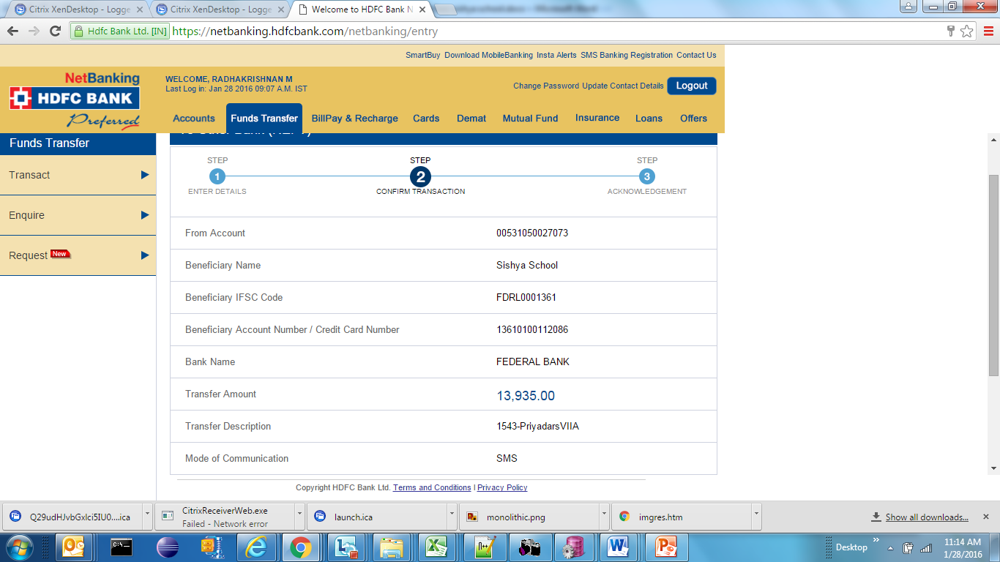 Citrix XenDesktop - Logge
Citrix XenDesktop - Logge
Welcome to HDFC Bank N
Hdfc Bank Ltd. [IN] https://netbanking.hdfcbank.com/netbanking/entry
SmartBuy Download MobileBanking Insta Alerts SMS Banking Registration Contact Us
NetBanking
HDFC BANK
Preferred
WELCOME, RADHAKRISHNAN M
Last Log in: Jan 28 2016 09:07 A.M. IST
Change Password Update Contact Details Logout
Accounts Funds Transfer BillPay & Recharge Cards Demat Mutual Fund Insurance Loans Offers
Funds Transfer
Transact
Enquire
Request New
STEP STEP STEP
1 2 3
ENTER DETAILS CONFIRM TRANSACTION ACKNOWLEDGEMENT
From Account 00531050027073
Beneficiary Name Sishya School
Beneficiary IFSC Code FDRL0001361
Beneficiary Account Number / Credit Card Number 13610100112086
Bank Name FEDERAL BANK
Transfer Amount 13,935.00
Transfer Description 1543-PriyadarsVIIA
Mode of Communication SMS
Copyright HDFC Bank Ltd. Terms and Conditions | Privacy Policy
Q29udHJvbGxlci5IU0....ica
CitrixReceiverWeb.exe
Failed - Network error
launch.ica
monolithic.png
imgres.htm
Show all downloads...
Desktop
11:14 AM
1/28/2016